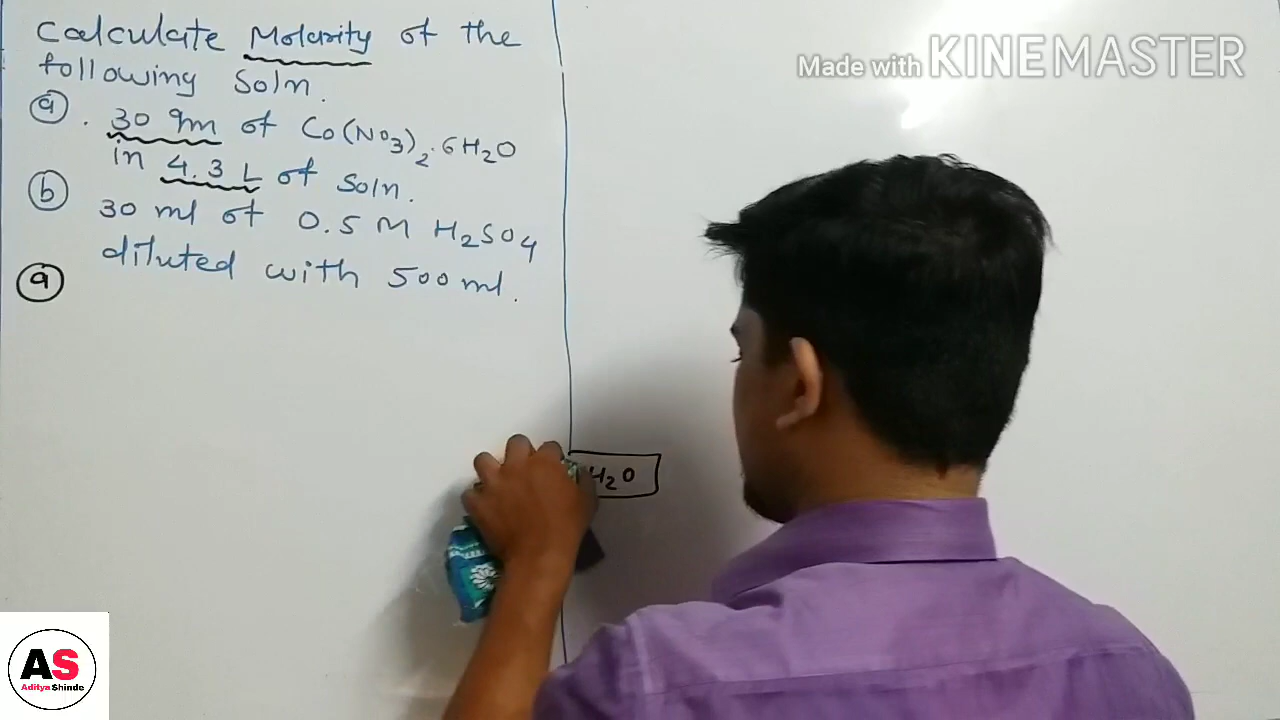 Calculate Molarity of the
following Soln.
(a). 30 gm of Co(NO3)2.6H2O
in 4.3 L of Soln.
(b) 30 ml of 0.5 M H2SO4
diluted with 500 ml.
(a)
H2O
Made with KINEMASTER
AS
Aditya Shinde